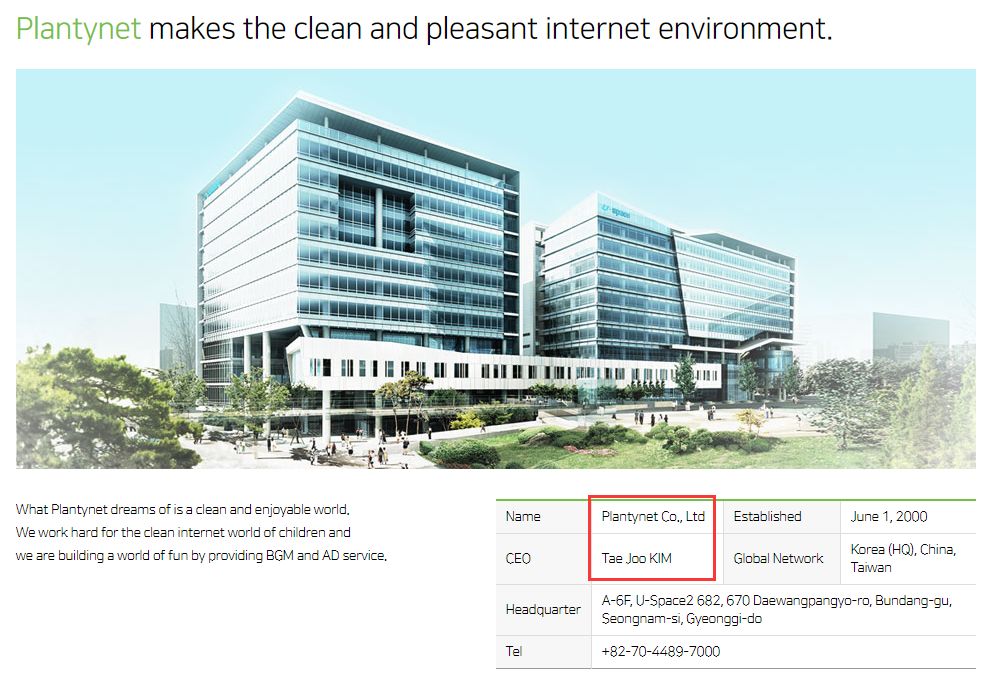 Plantynet makes the clean and pleasant internet environment.
What Plantynet dreams of is a clean and enjoyable world.
We work hard for the clean internet world of children and
we are building a world of fun by providing BGM and AD service.
Name Plantynet Co., Ltd Established June 1, 2000
CEO Tae Joo KIM Global Network Korea (HQ), China,
Taiwan
Headquarter A-6F, U-Space2 682, 670 Daewangpangyo-ro, Bundang-gu,
Seongnam-si, Gyeonggi-do
Tel +82-70-4489-7000